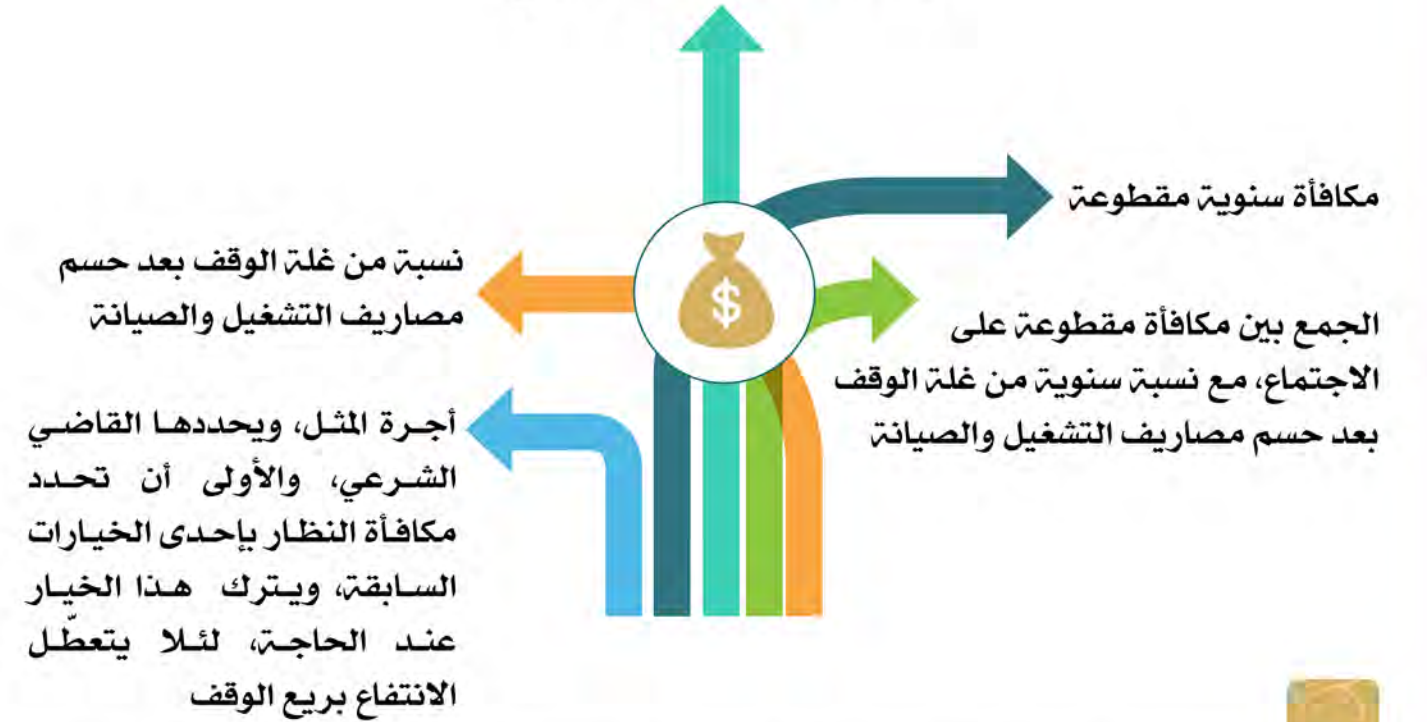 مكافأة سنوية مقطوعة
الجمع بين مكافأة مقطوعة على
الاجتماع، مع نسبة سنوية من غلة الوقف
بعد حسم مصاريف التشغيل والصيانة
نسبة من غلة الوقف بعد حسم
مصاريف التشغيل والصيانة
أجرة المثل، ويحددها القاضي
الشرعي، والأولى أن تحدد
مكافأة النظار بإحدى الخيارات
السابقة، ويترك هذا الخيار
عند الحاجة، لئلا يتعطّل
الانتفاع بريع الوقف
$